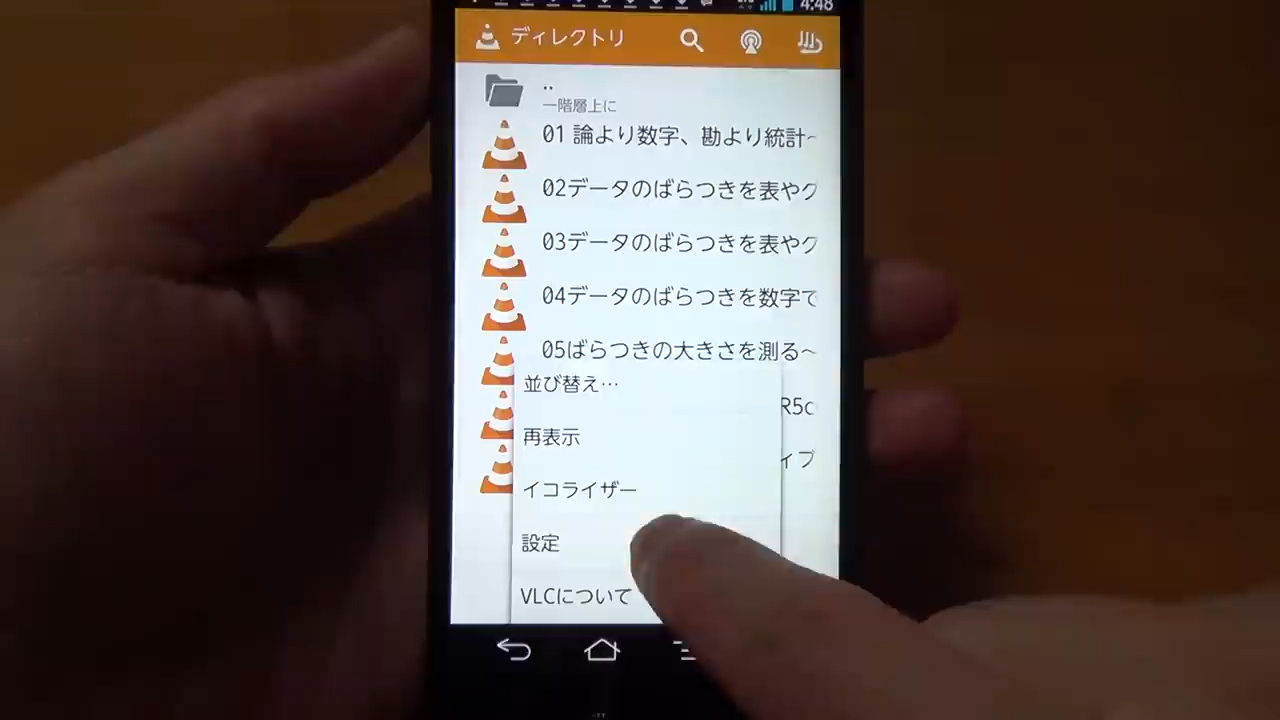 4:48
ディレクトリ
..
一階層上に
01 論より数字、勘より統計~
02データのばらつきを表やグ
03データのばらつきを表やグ
04データのばらつきを数字で
05ばらつきの大きさを測る~
並び替え…
R5c
再表示
ィブ
イコライザー
設定
VLCについて